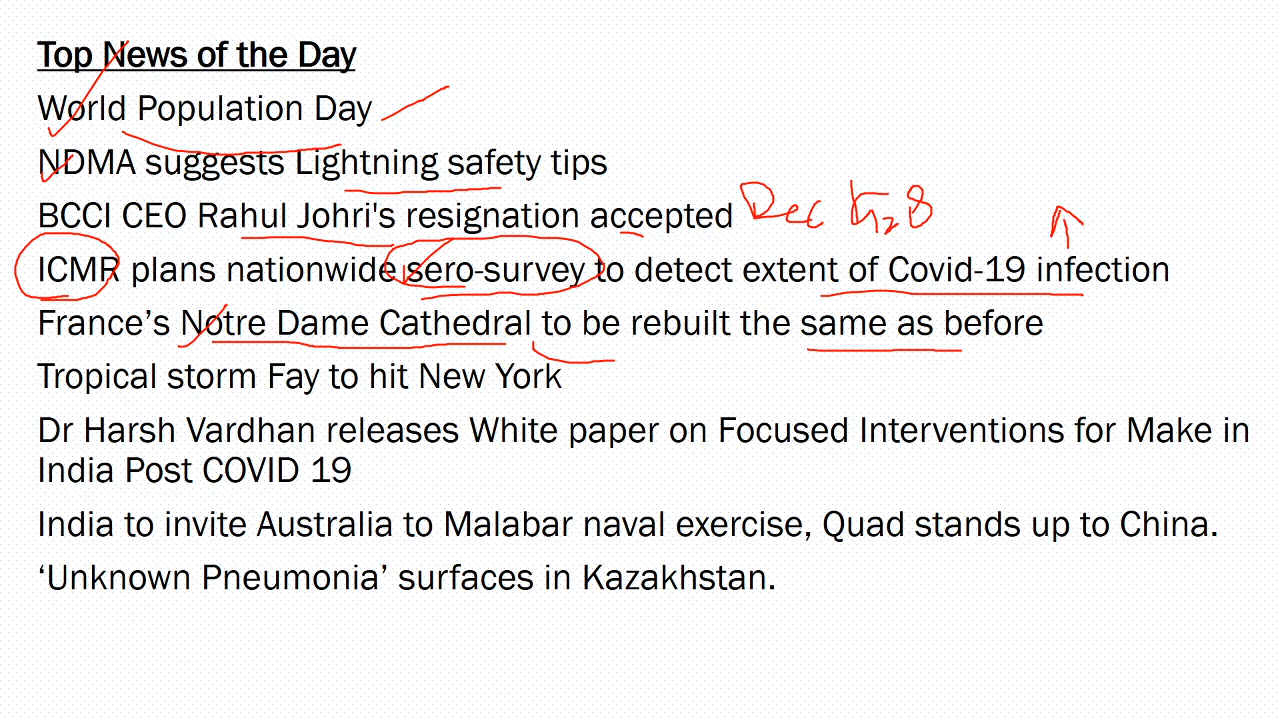 Top News of the Day
World Population Day
NDMA suggests Lightning safety tips
BCCI CEO Rahul Johri's resignation accepted Dec
ICMR plans nationwide sero-survey to detect extent of Covid-19 infection
France’s Notre Dame Cathedral to be rebuilt the same as before
Tropical storm Fay to hit New York
Dr Harsh Vardhan releases White paper on Focused Interventions for Make in
India Post COVID 19
India to invite Australia to Malabar naval exercise, Quad stands up to China.
‘Unknown Pneumonia’ surfaces in Kazakhstan.